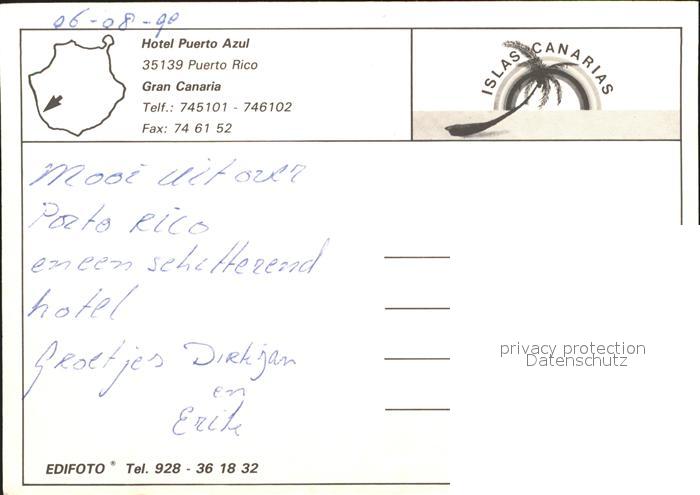 06-08-90
Hotel Puerto Azul
35139 Puerto Rico
Gran Canaria
Telf.: 745101 - 746102
Fax: 74 61 52
ISLAS CANARIAS
Mooi uit over
Porto Rico
en een schitterend
hotel
Groetjes Dirkjan
en
Erik
privacy protection
Datenschutz
EDIFOTO ® Tel. 928 - 36 18 32